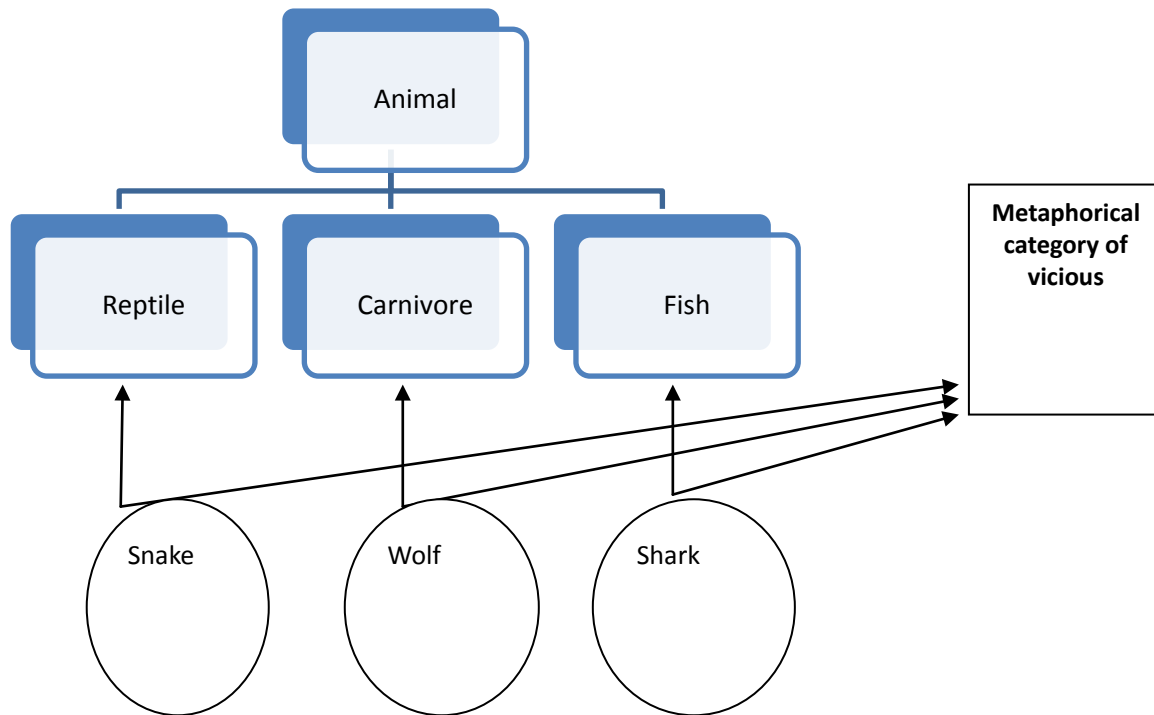 Animal
Reptile
Carnivore
Fish
Metaphorical
category of
vicious
Snake
Wolf
Shark